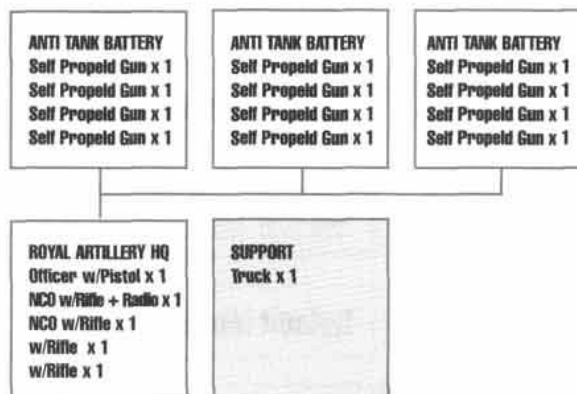 ANTI TANK BATTERY
Self Propeld Gun x 1
Self Propeld Gun x 1
Self Propeld Gun x 1
Self Propeld Gun x 1
ANTI TANK BATTERY
Self Propeld Gun x 1
Self Propeld Gun x 1
Self Propeld Gun x 1
Self Propeld Gun x 1
ANTI TANK BATTERY
Self Propeld Gun x 1
Self Propeld Gun x 1
Self Propeld Gun x 1
Self Propeld Gun x 1
ROYAL ARTILLERY HQ
Officer w/Pistol x 1
NCO w/Rifle + Radio x 1
NCO w/Rifle x 1
w/Rifle x 1
w/Rifle x 1
SUPPORT
Truck x 1